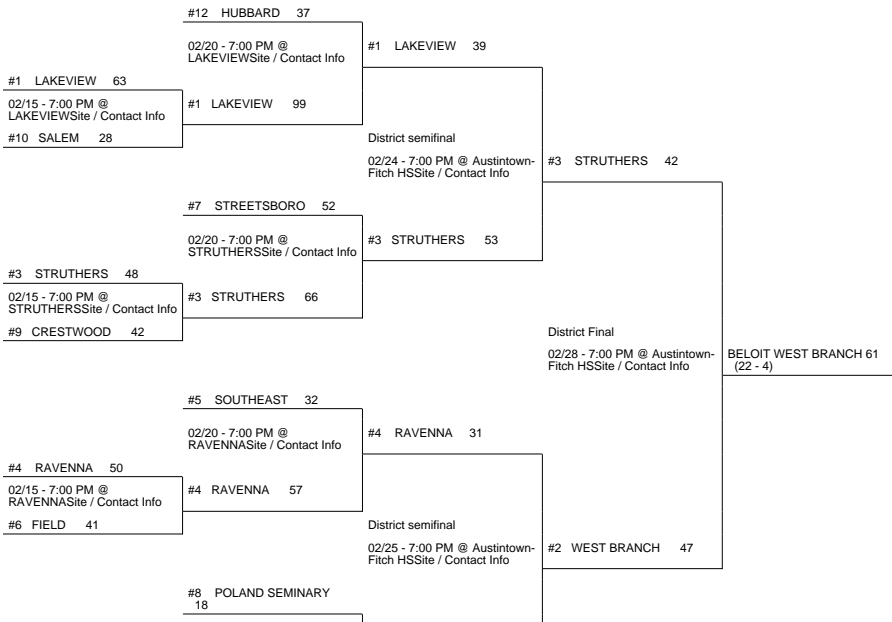 #12 HUBBARD 37
02/20 - 7:00 PM @
LAKEVIEWSite / Contact Info
#1 LAKEVIEW 39
#1 LAKEVIEW 63
02/15 - 7:00 PM @
LAKEVIEWSite / Contact Info
#1 LAKEVIEW 99
#10 SALEM 28
District semifinal
02/24 - 7:00 PM @ Austintown-
Fitch HSSite / Contact Info
#3 STRUTHERS 42
#7 STREETSBORO 52
02/20 - 7:00 PM @
STRUTHERSSite / Contact Info
#3 STRUTHERS 53
#3 STRUTHERS 48
02/15 - 7:00 PM @
STRUTHERSSite / Contact Info
#3 STRUTHERS 66
#9 CRESTWOOD 42
District Final
02/28 - 7:00 PM @ Austintown-
Fitch HSSite / Contact Info
BELOIT WEST BRANCH 61
(22 - 4)
#5 SOUTHEAST 32
02/20 - 7:00 PM @
RAVENNASite / Contact Info
#4 RAVENNA 31
#4 RAVENNA 50
02/15 - 7:00 PM @
RAVENNASite / Contact Info
#4 RAVENNA 57
#6 FIELD 41
District semifinal
02/25 - 7:00 PM @ Austintown-
Fitch HSSite / Contact Info
#2 WEST BRANCH 47
#8 POLAND SEMINARY
18